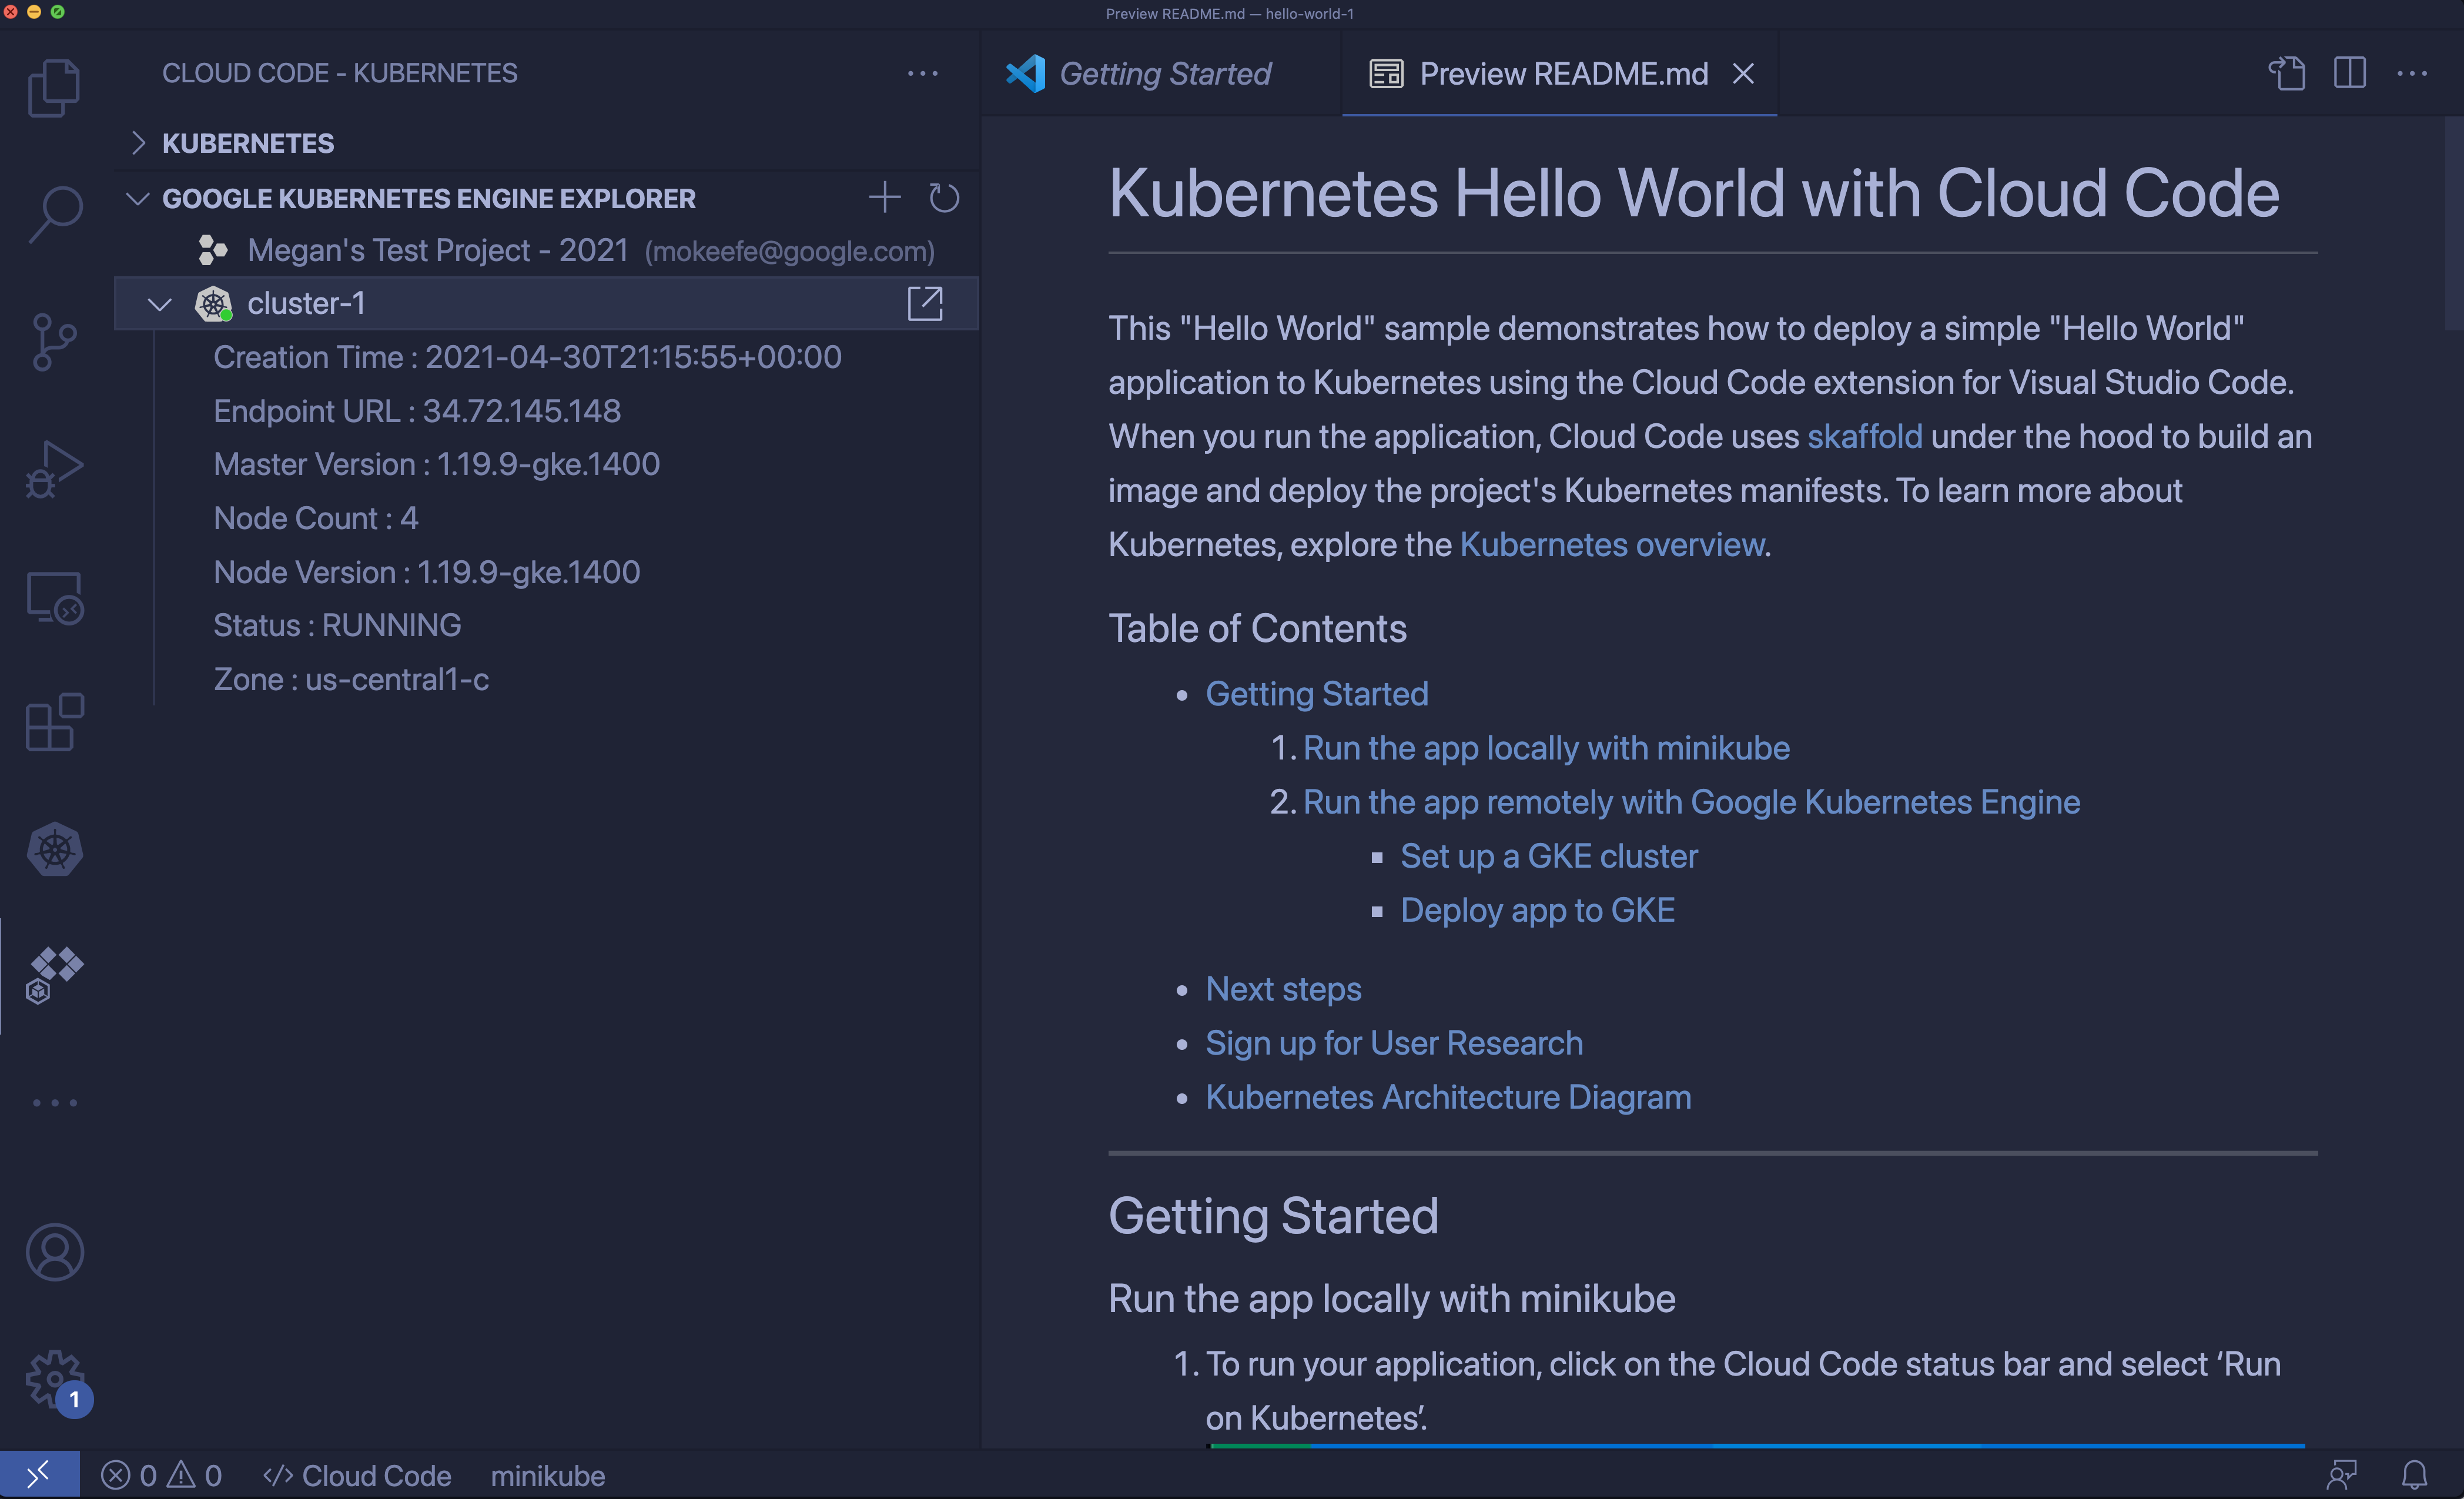 Preview README.md — hello-world-1
CLOUD CODE - KUBERNETES
KUBERNETES
GOOGLE KUBERNETES ENGINE EXPLORER
Megan's Test Project - 2021 (mokeefe@google.com)
cluster-1
Creation Time : 2021-04-30T21:15:55+00:00
Endpoint URL : 34.72.145.148
Master Version : 1.19.9-gke.1400
Node Count : 4
Node Version : 1.19.9-gke.1400
Status : RUNNING
Zone : us-central1-c
1
Getting Started
Preview README.md
Kubernetes Hello World with Cloud Code
This "Hello World" sample demonstrates how to deploy a simple "Hello World"
application to Kubernetes using the Cloud Code extension for Visual Studio Code.
When you run the application, Cloud Code uses skaffold under the hood to build an
image and deploy the project's Kubernetes manifests. To learn more about
Kubernetes, explore the Kubernetes overview.
Table of Contents
• Getting Started
1. Run the app locally with minikube
2. Run the app remotely with Google Kubernetes Engine
▪ Set up a GKE cluster
▪ Deploy app to GKE
• Next steps
• Sign up for User Research
• Kubernetes Architecture Diagram
Getting Started
Run the app locally with minikube
1. To run your application, click on the Cloud Code status bar and select ‘Run
on Kubernetes’.
0 0 </> Cloud Code minikube